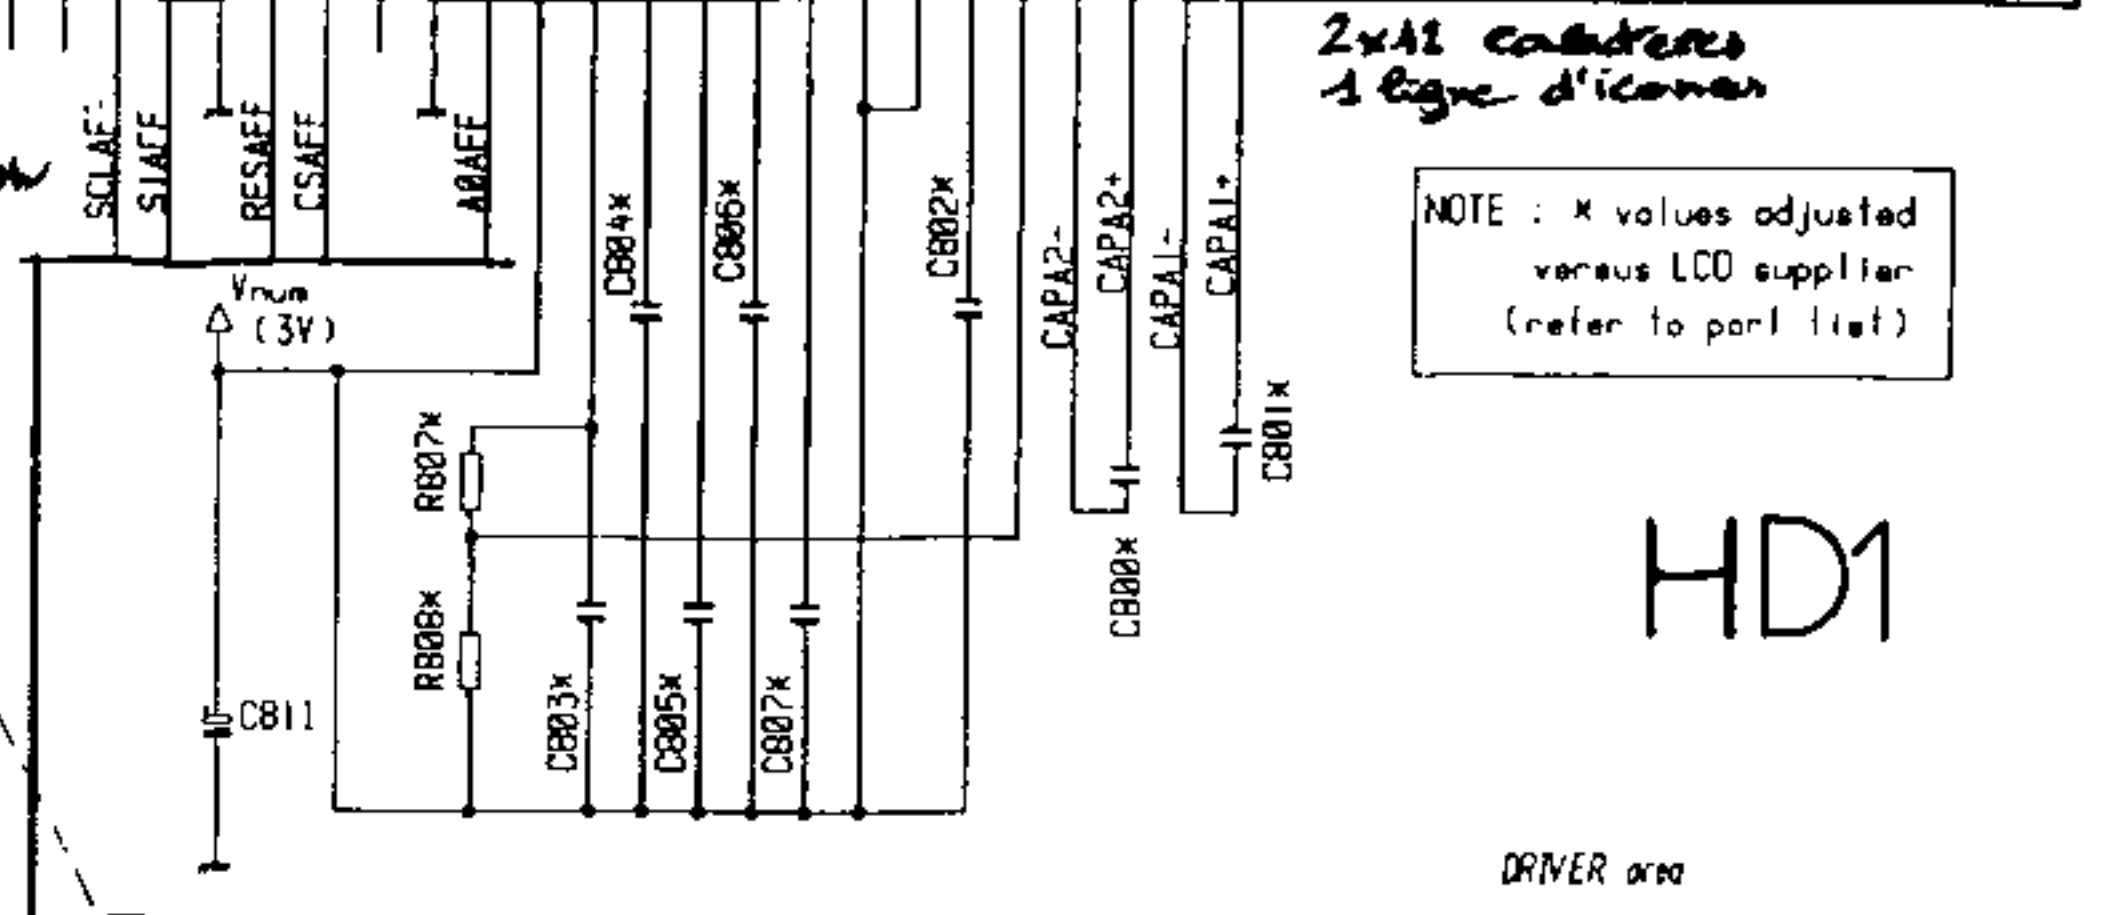 2x12 caractères
1 ligne d'icones
SCLAF
SIAFF
RESAFF
CSAFF
A0AFF
C804*
C806*
C802*
CAPA2-
CAPA2+
CAPA1-
CAPA1+
NOTE : * values adjusted
versus LCD supplier
(refer to part list)
Vnum
(3V)
R807*
C801*
C800*
R808*
C811
C803*
C805*
C807*
HD1
DRIVER area